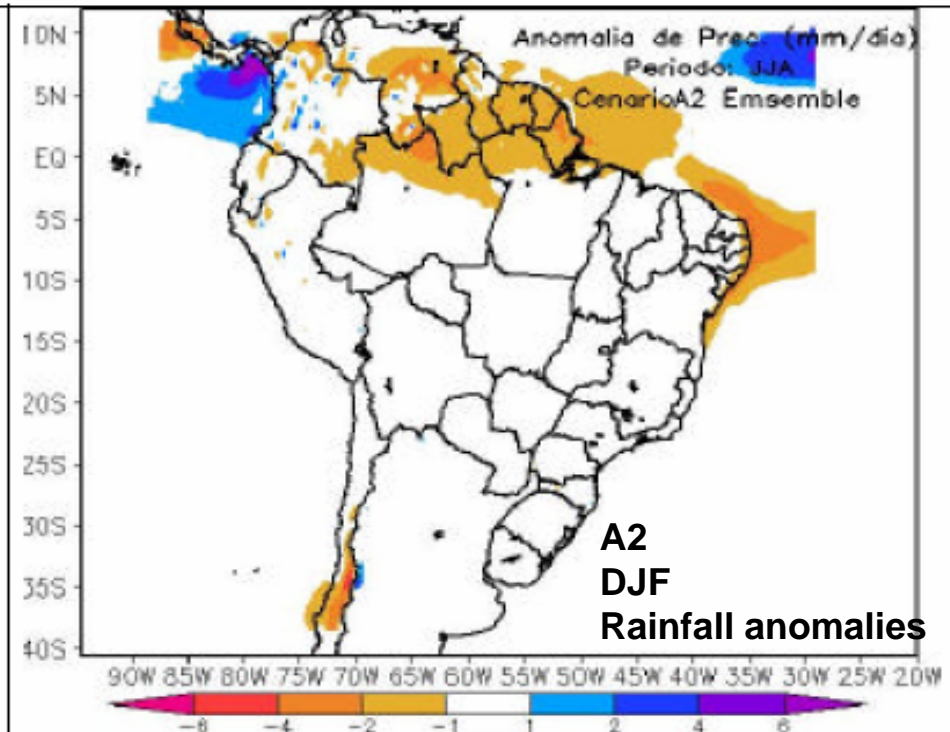 10N
Anomalia de Prec. (mm/dia)
Periodo: JJA
5N
CenarioA2 Emsemble
EQ
5S
10S
15S
20S
25S
30S
A2
DJF
35S
Rainfall anomalies
40S
90W 85W 80W 75W 70W 65W 60W 55W 50W 45W 40W 35W 30W 25W 20W
-6 -4 -2 -1 1 2 4 6